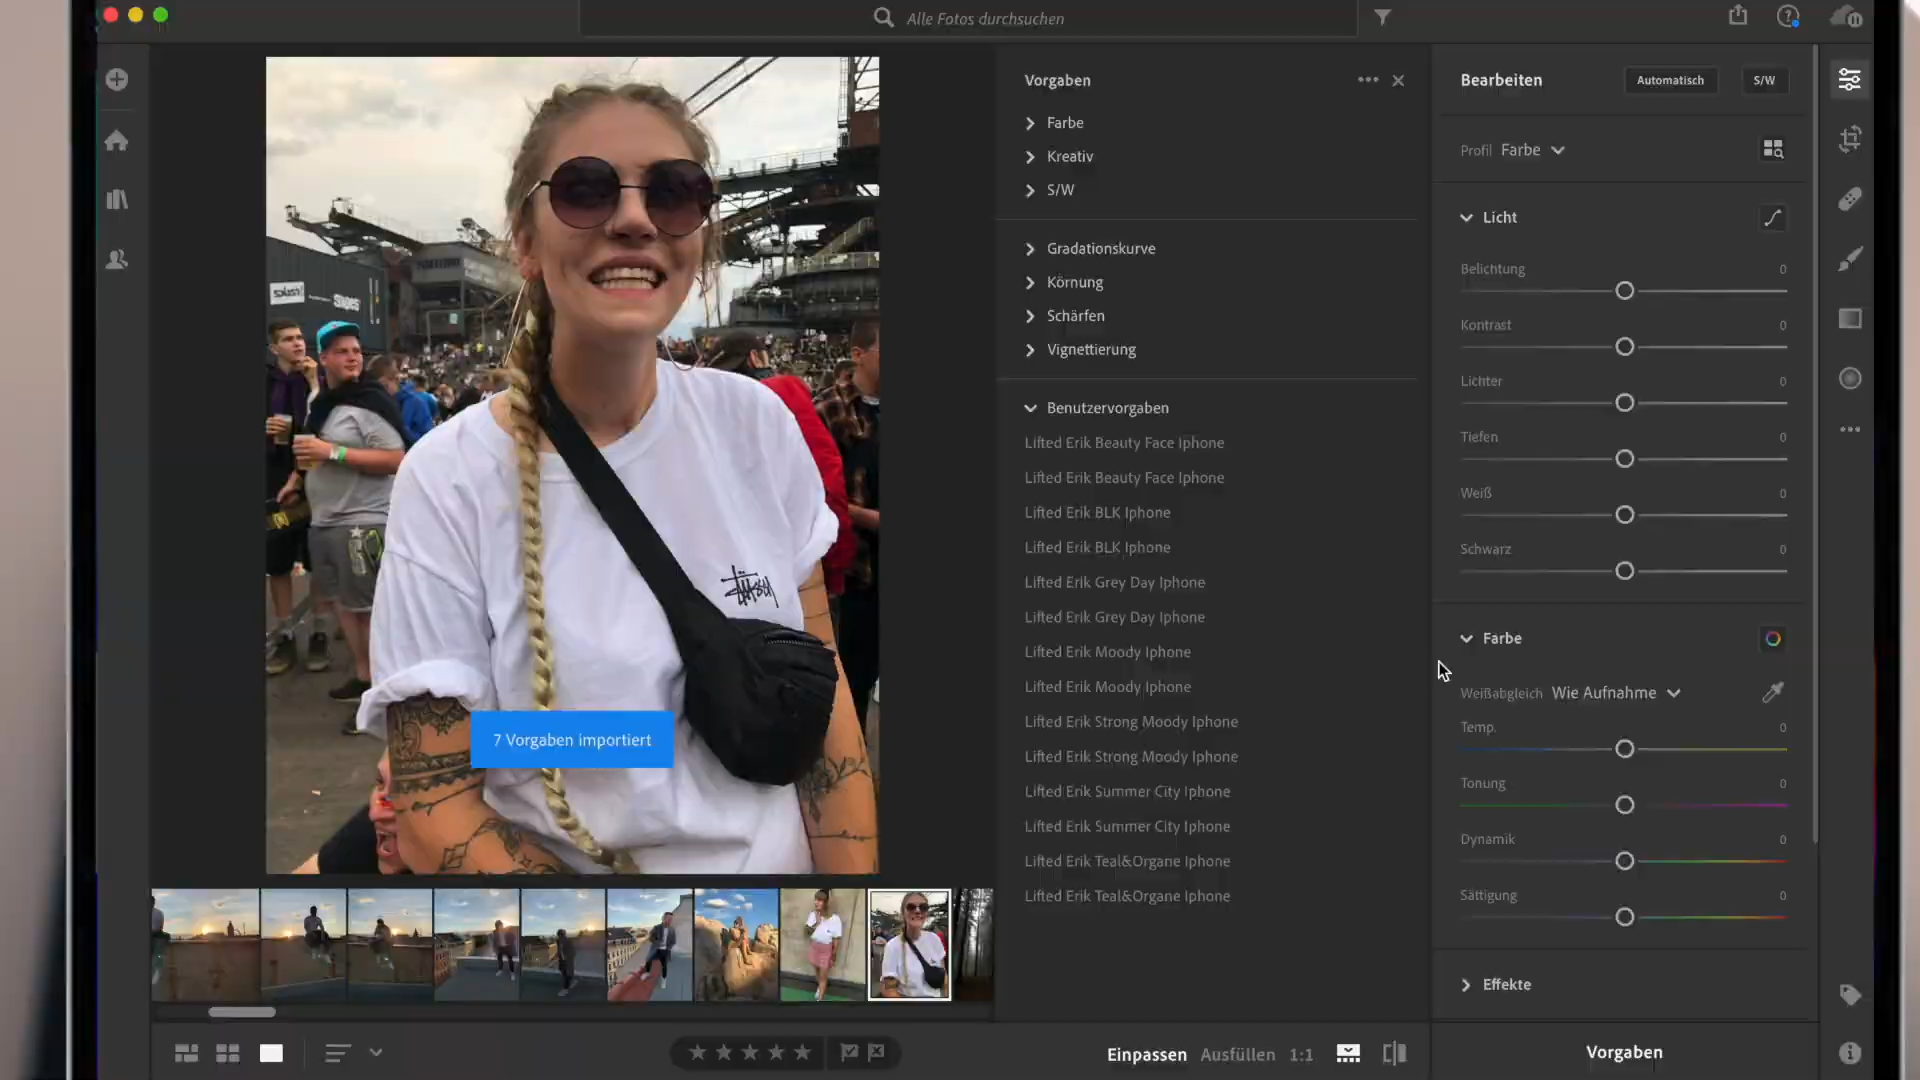 Alle Fotos durchsuchen
Vorgaben
Farbe
Kreativ
S/W
Gradationskurve
Körnung
Schärfen
Vignettierung
Benutzervorgaben
Lifted Erik Beauty Face Iphone
Lifted Erik Beauty Face Iphone
Lifted Erik BLK Iphone
Lifted Erik BLK Iphone
Lifted Erik Grey Day Iphone
Lifted Erik Grey Day Iphone
Lifted Erik Moody Iphone
Lifted Erik Moody Iphone
Lifted Erik Strong Moody Iphone
Lifted Erik Strong Moody Iphone
Lifted Erik Summer City Iphone
Lifted Erik Summer City Iphone
Lifted Erik Teal&Organe Iphone
Lifted Erik Teal&Organe Iphone
7 Vorgaben importiert
Bearbeiten Automatisch S/W
Profil Farbe
Licht
Belichtung 0
Kontrast 0
Lichter 0
Tiefen 0
Weiß 0
Schwarz 0
Farbe
Weißabgleich Wie Aufnahme
Temp. 0
Tonung 0
Dynamik 0
Sättigung 0
Effekte
Einpassen Ausfüllen 1:1
Vorgaben